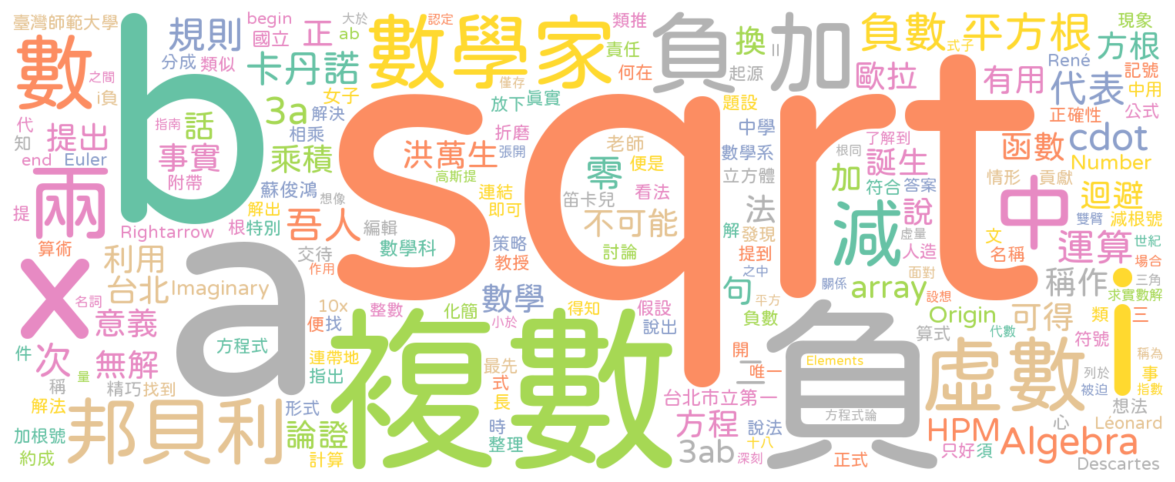 臺灣師範大學
之間
begin
大於
認定
類推
現象
國立
ab
數學家
負
加
負數
式子
平方根
方根
規則
正
責任
分成
類似
b
卡丹諾
II
換
何在
起源
歐拉
René
記號
有用
代表
中用
i負
女子
僅存
數
3a
放下
真實
題設
正確性
公式
解決
sqrt
代
知
提出
指南
話
相乘
折磨
中學
了解到
函數
cdot
end
Euler
事實
乘積
張開
老師
數學系
根同
誕生
Number
附帶
洪萬生
便是
零
立方體
加
符合
答案
情形
貢獻
兩
蘇俊鴻
想像
高斯提
連結
看法
迴避
提
解出
即可
笛卡兒
說
中
雙臂
減根號
根
特別
吾人
編輯
不可能
法
減
虛量
文
世紀
算術
Rightarrow
交待
策略
解
發現
人造
名稱
運算
場合
數學科
教授
討論
提到
x
a
利用
作用
之中
關係
面對
三角
名詞
台北
Imaginary
數學
句
array
設想
稱作
求實數解
10x
整數
化簡
得知
假設
平方
Origin
類
三
意義
便
找
小於
說出
負數
可得
符號
方程式
複數
開
負
算式
代數
i
件
次
無解
連帶地
最先
二
唯一
Elements
虛數
稱為
量
指出
式
列於
事
稱
精巧
找到
長
台北市立第一
被迫
指數
解法
邦貝利
形式
方程
說法
方程式論
心
想法
Léonard
加根號
論證
時
整理
3ab
十八
HPM
Algebra
只好
須
約成
計算
深刻
正式
Descartes